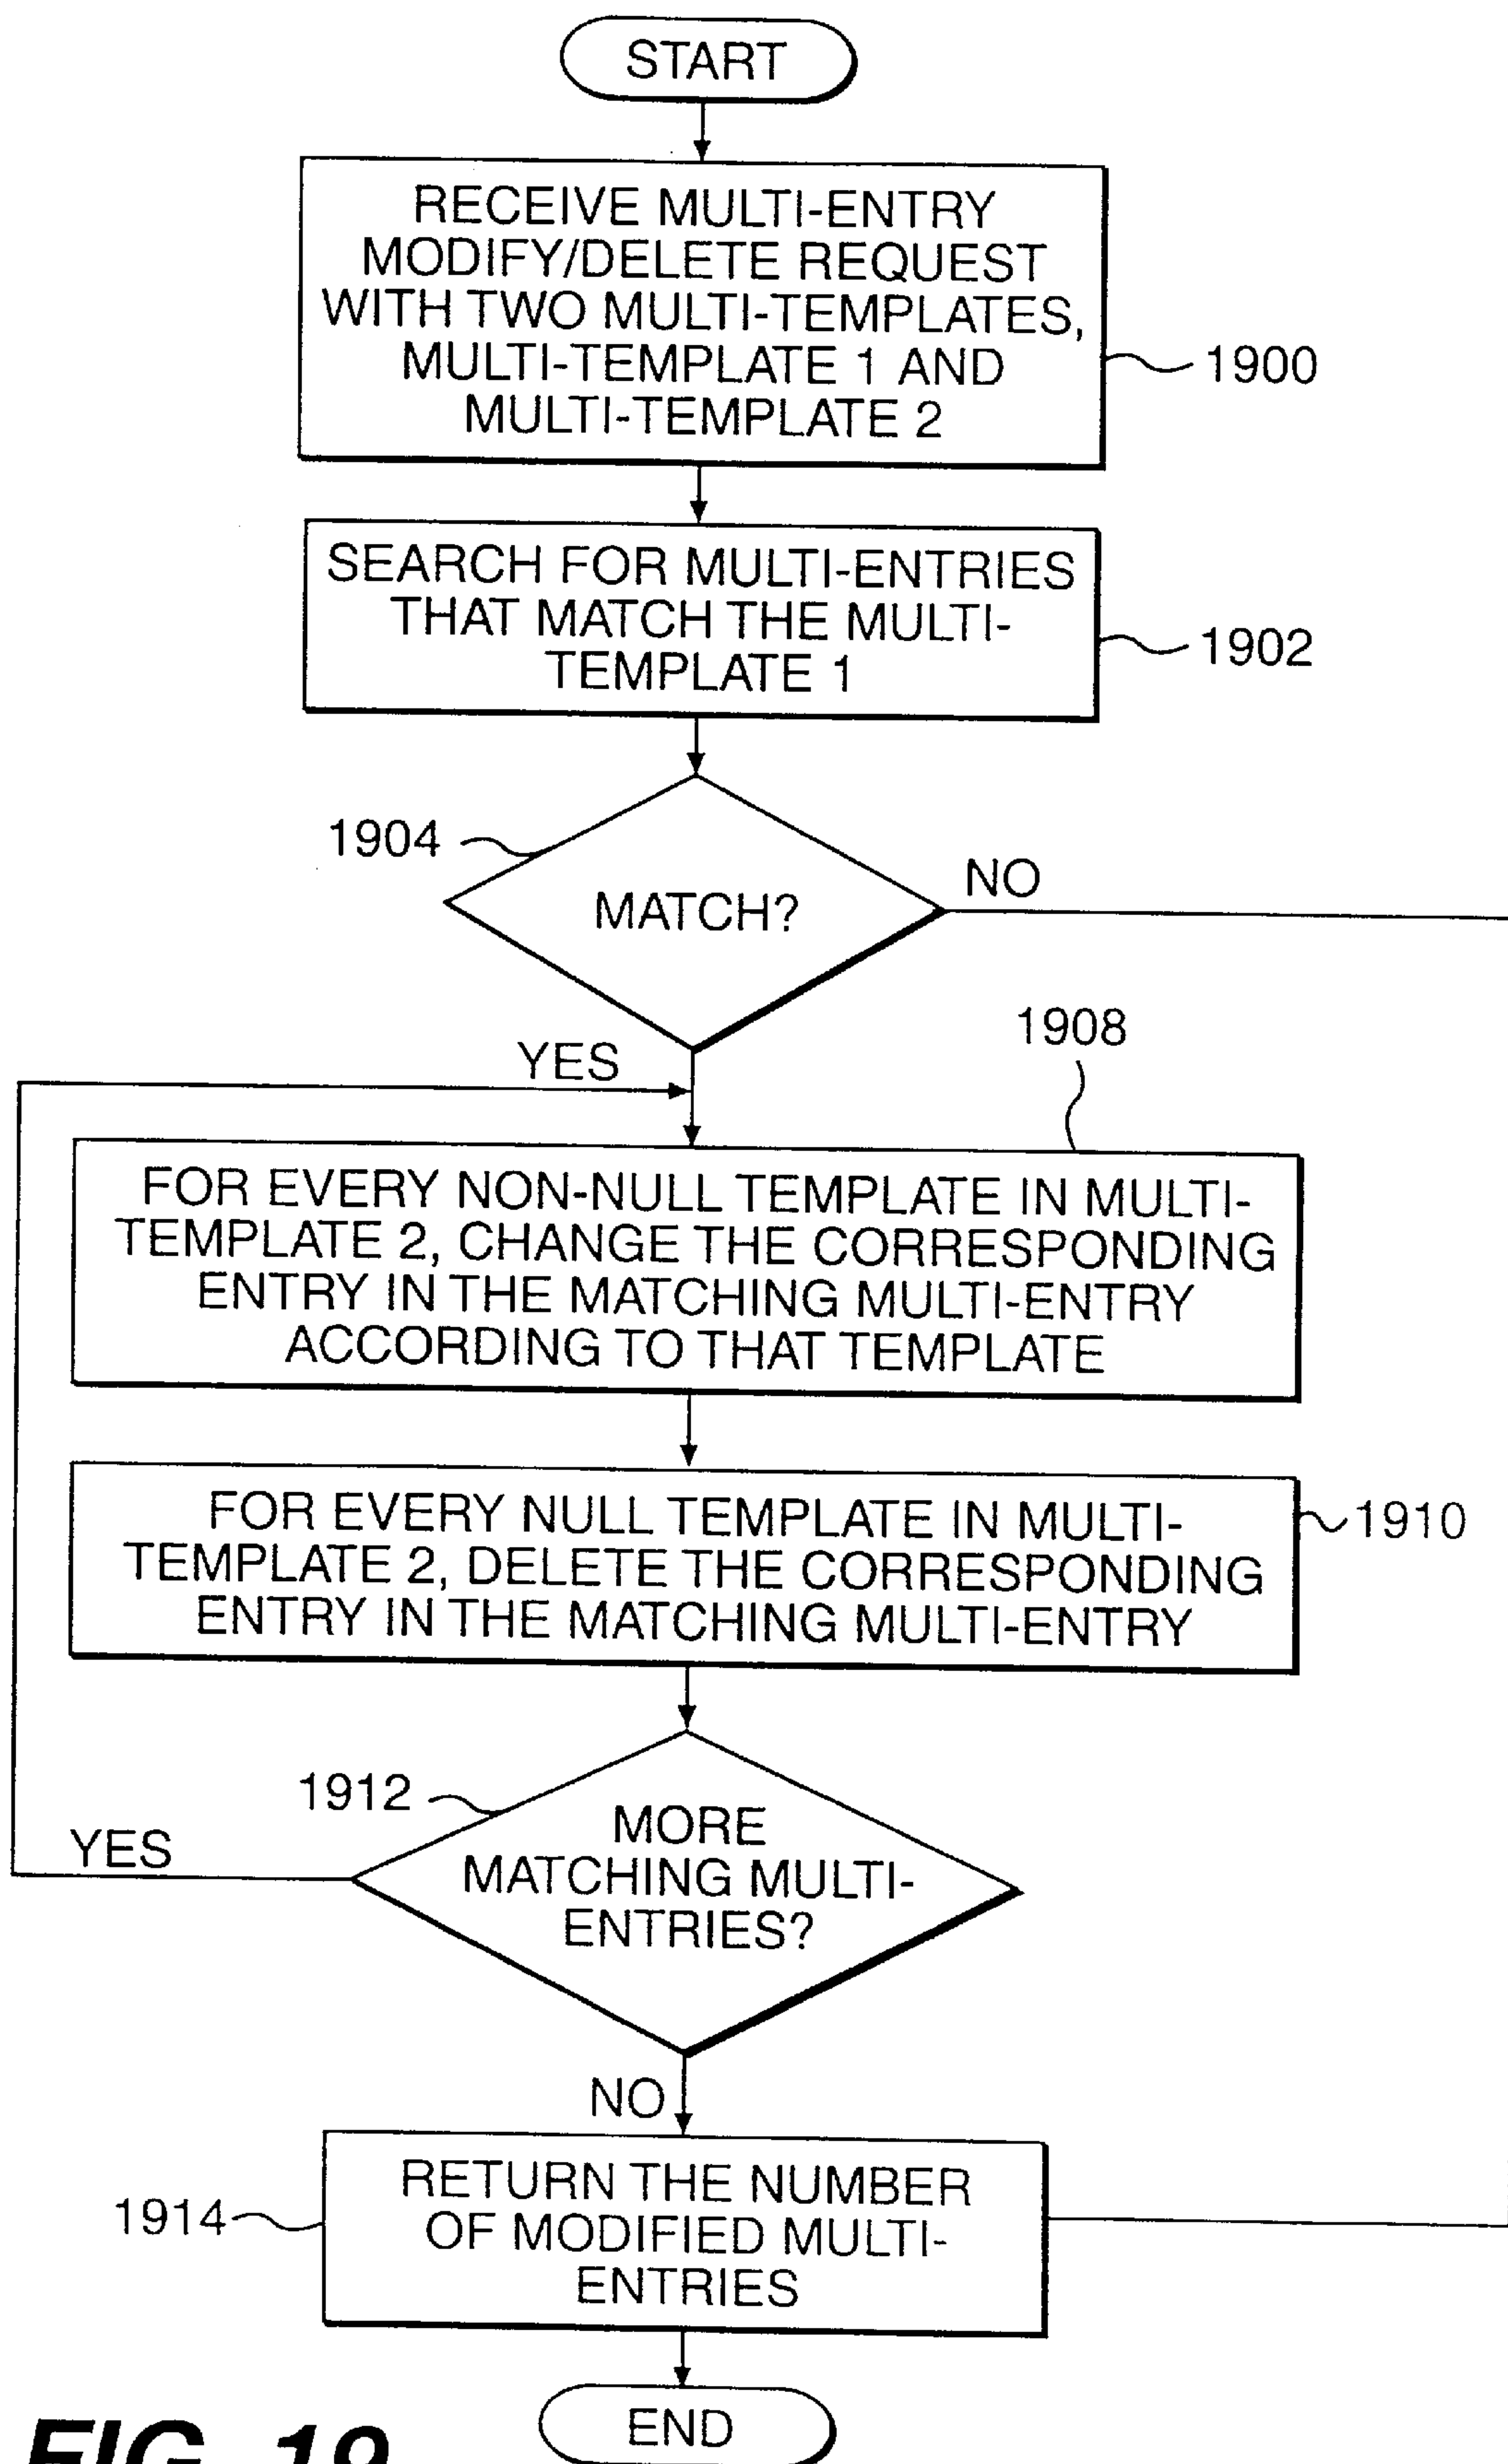 START
RECEIVE MULTI-ENTRY
MODIFY/DELETE REQUEST
WITH TWO MULTI-TEMPLATES,
MULTI-TEMPLATE 1 AND
MULTI-TEMPLATE 2
1900
SEARCH FOR MULTI-ENTRIES
THAT MATCH THE MULTI-
TEMPLATE 1
1902
1904
MATCH?
NO
YES
1908
FOR EVERY NON-NULL TEMPLATE IN MULTI-
TEMPLATE 2, CHANGE THE CORRESPONDING
ENTRY IN THE MATCHING MULTI-ENTRY
ACCORDING TO THAT TEMPLATE
FOR EVERY NULL TEMPLATE IN MULTI-
TEMPLATE 2, DELETE THE CORRESPONDING
ENTRY IN THE MATCHING MULTI-ENTRY
1910
1912
MORE
MATCHING MULTI-
ENTRIES?
YES
NO
RETURN THE NUMBER
OF MODIFIED MULTI-
ENTRIES
1914
END
FIG. 19